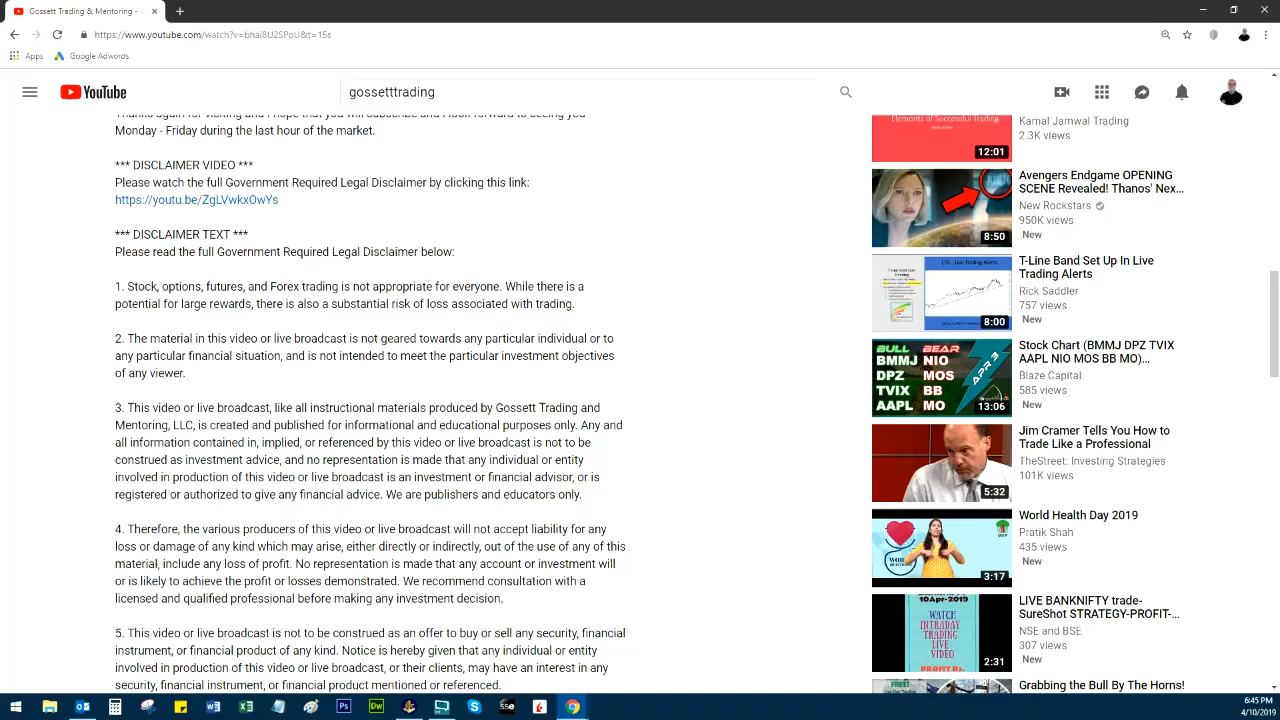 Gossett Trading & Mentoring -
https://www.youtube.com/watch?v=bhai8U2SPoU&t=15s
Apps
Google Adwords
YouTube
gossetttrading
Monday - Friday during the last hour of the market.
*** DISCLAIMER VIDEO ***
Please watch the full Government Required Legal Disclaimer by clicking this link:
https://youtu.be/ZgLVwkxOwYs
*** DISCLAIMER TEXT ***
Please read the full Government Required Legal Disclaimer below:
1. Stock, options, futures, and Forex trading is not appropriate for everyone. While there is a
potential for large rewards, there is also a substantial risk of loss associated with trading.
2. The material in this video or live broadcast is not geared towards any particular individual or to
any particular individual situation, and is not intended to meet the particular investment objectives
of any viewer.
3. This video or live broadcast, like all instructional materials produced by Gossett Trading and
Mentoring, LLC, is created and published for informational and educational purposes only. Any and
all information contained in, implied, or referenced by this video or live broadcast is not to be
construed as investment advice, and no representation is made that any individual or entity
involved in production of this video or live broadcast is an investment or financial advisor, or is
registered or authorized to give any financial advice. We are publishers and educators only.
4. Therefore, the various producers of this video or live broadcast will not accept liability for any
loss or damage of any kind which may arise, either directly or indirectly, out of the use of any of this
material, including any loss of profit. No representation is made that any account or investment will
or is likely to achieve the profit or losses demonstrated. We recommend consultation with a
licensed and qualified professional before making any investment decision.
5. This video or live broadcast is not to be construed as an offer to buy or sell any security, financial
instrument, or financial product of any kind. Notice is hereby given that any individual or entity
involved in production of this video or live broadcast, or their clients, may have an interest in any
security, financial instrument, or financial product mentioned or referenced.
Elements of Successful Trading
12:01
Kamal Jamwal Trading
2.3K views
8:50
Avengers Endgame OPENING
SCENE Revealed! Thanos' Nex...
New Rockstars
950K views
New
L1A - Live Trading Alerts
8:00
T-Line Band Set Up In Live
Trading Alerts
Rick Saddler
757 views
New
BULL BEAR
BMMJ NIO
DPZ MOS
TVIX BB
AAPL MO
APR 3
13:06
Stock Chart (BMMJ DPZ TVIX
AAPL NIO MOS BB MO)...
Blaze Capital
585 views
New
5:32
Jim Cramer Tells You How to
Trade Like a Professional
TheStreet: Investing Strategies
101K views
3:17
World Health Day 2019
Pratik Shah
435 views
New
10Apr-2019
WATCH
INTRADAY
TRADING
LIVE
VIDEO
PROFIT Rs.
2:31
LIVE BANKNIFTY trade-
SureShot STRATEGY-PROFIT-...
NSE and BSE
307 views
New
Grabbing the Bull By The Horns!
6:45 PM
4/10/2019